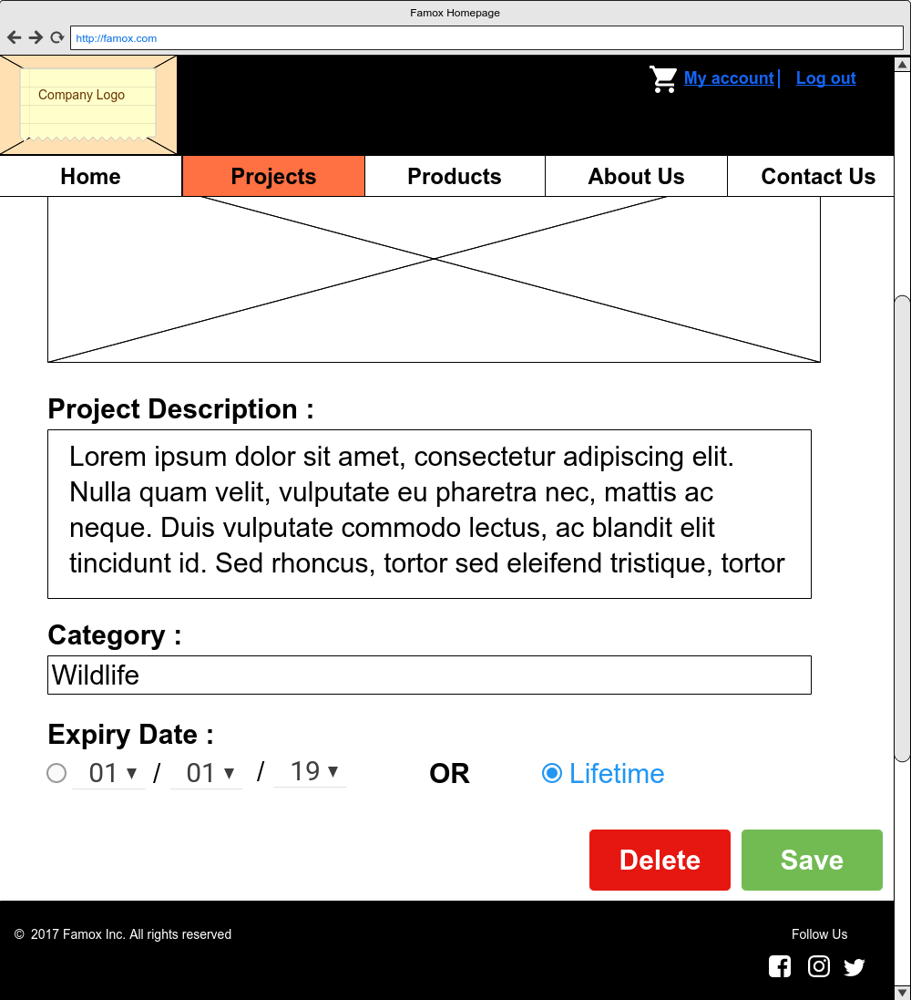 Famox Homepage
http://famox.com
Company Logo
My account
Log out
Home
Projects
Products
About Us
Contact Us
Project Description :
Lorem ipsum dolor sit amet, consectetur adipiscing elit.
Nulla quam velit, vulputate eu pharetra nec, mattis ac
neque. Duis vulputate commodo lectus, ac blandit elit
tincidunt id. Sed rhoncus, tortor sed eleifend tristique, tortor
Category :
Wildlife
Expiry Date :
01 ▼ / 01 ▼ / 19 ▼ OR Lifetime
Delete
Save
© 2017 Famox Inc. All rights reserved
Follow Us